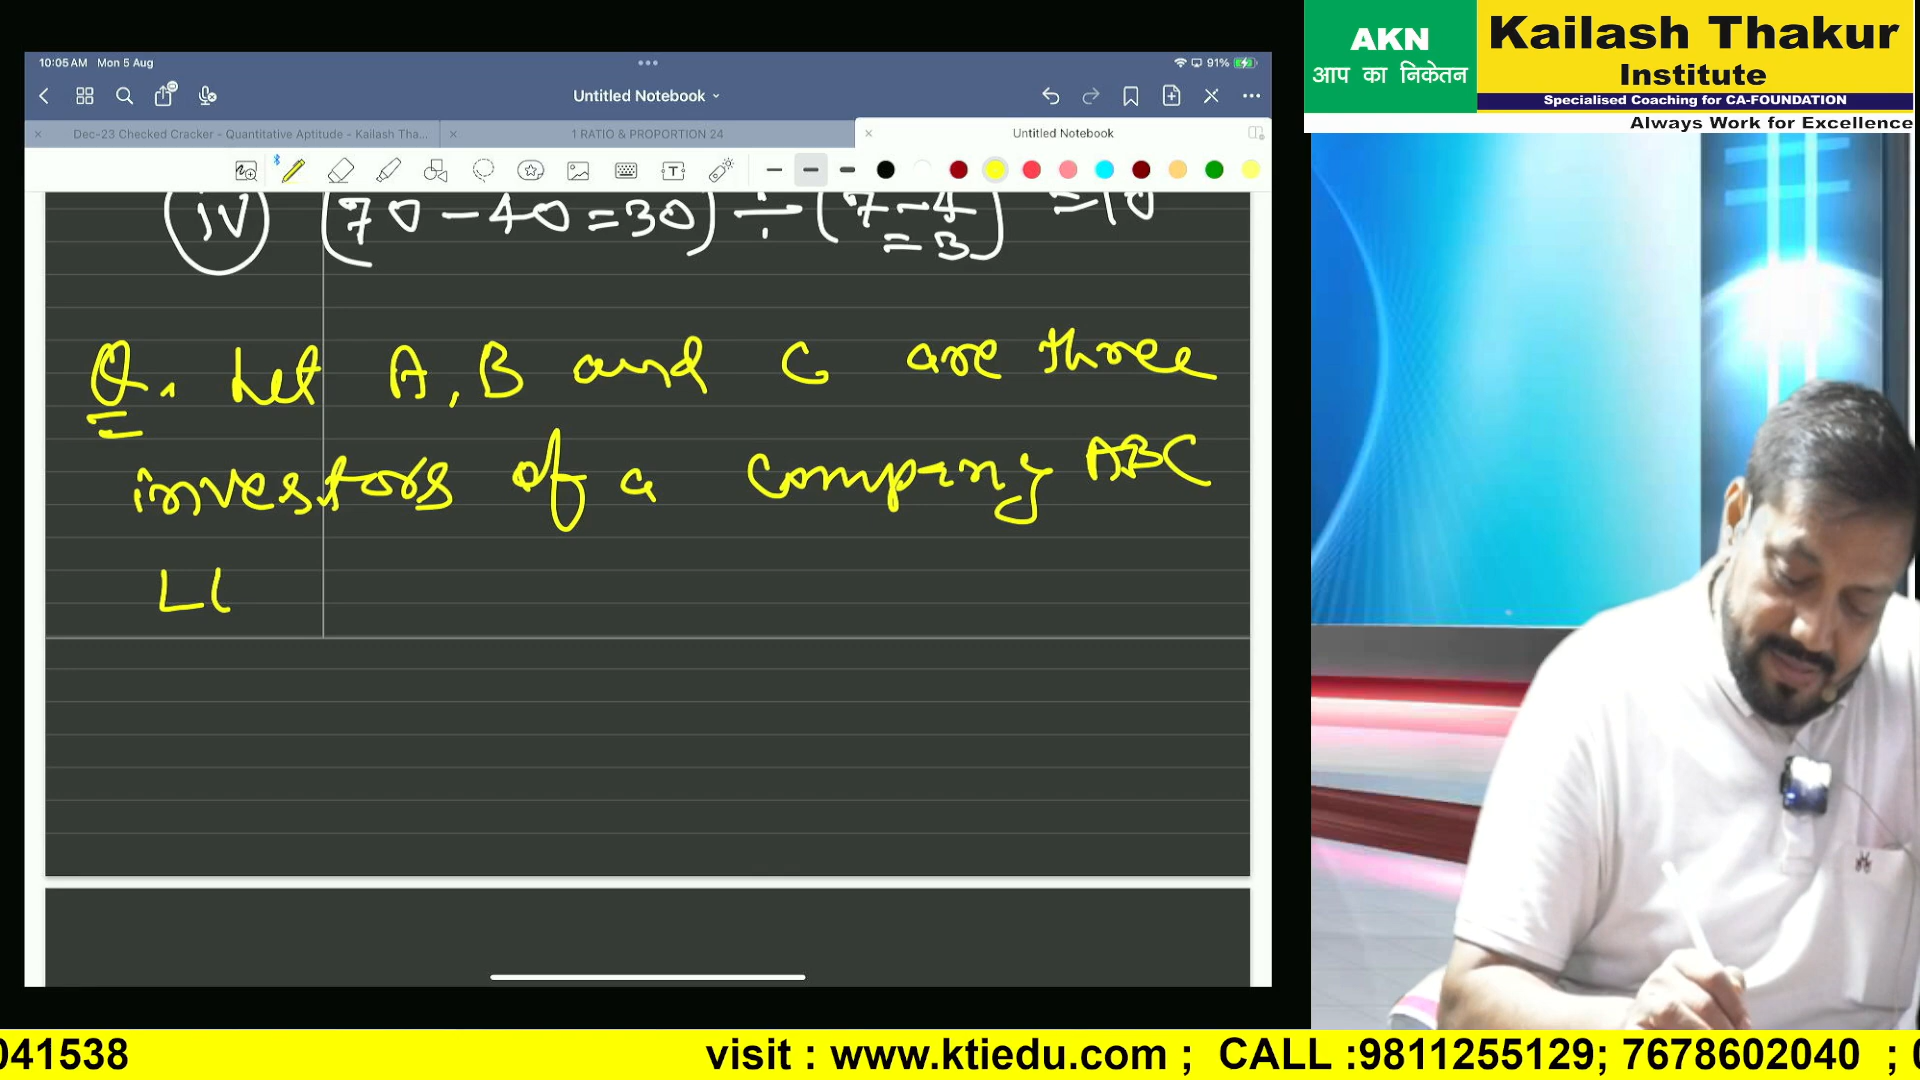 AKN
आप का निकेतन
Kailash Thakur
Institute
Specialised Coaching for CA-FOUNDATION
Always Work for Excellence
10:05 AM Mon 5 Aug
91%
Untitled Notebook
Dec-23 Checked Cracker - Quantitative Aptitude - Kailash Tha...
1 RATIO & PROPORTION 24
Untitled Notebook
iv (70-40=30) ÷ (7-4 =10
=3)
Q. Let A, B and C are three
investors of a company ABC
Lt
041538 visit : www.ktiedu.com ; CALL :9811255129; 7678602040 ; 0